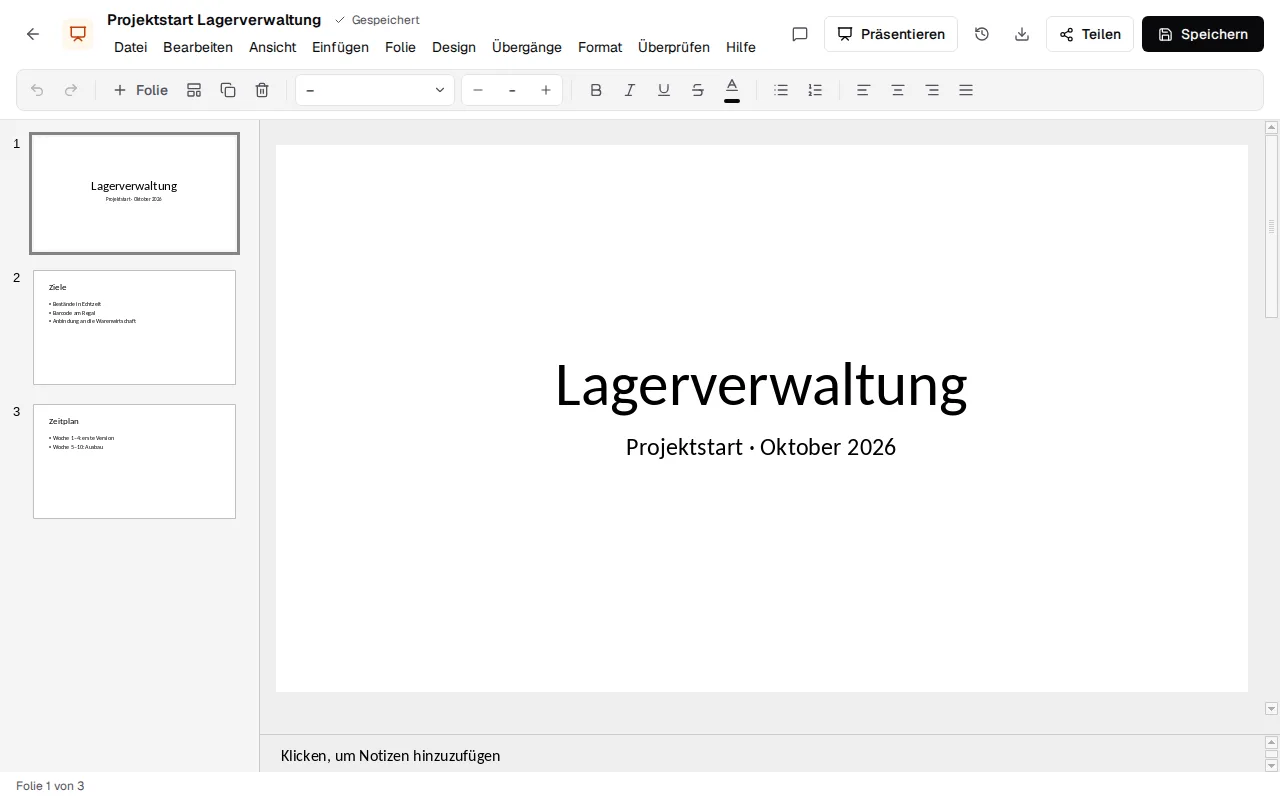 Projektstart Lagerverwaltung
Gespeichert
Datei Bearbeiten Ansicht Einfügen Folie Design Übergänge Format Überprüfen Hilfe
Präsentieren
Teilen
Speichern
Folie
–
-
B I U S A
1
Lagerverwaltung
Projektstart · Oktober 2026
2
Ziele
• Bestände in Echtzeit
• Barcode am Regal
• Anbindung an die Warenwirtschaft
3
Zeitplan
• Woche 1–4: erste Version
• Woche 5–10: Ausbau
Lagerverwaltung
Projektstart · Oktober 2026
Klicken, um Notizen hinzuzufügen
Folie 1 von 3